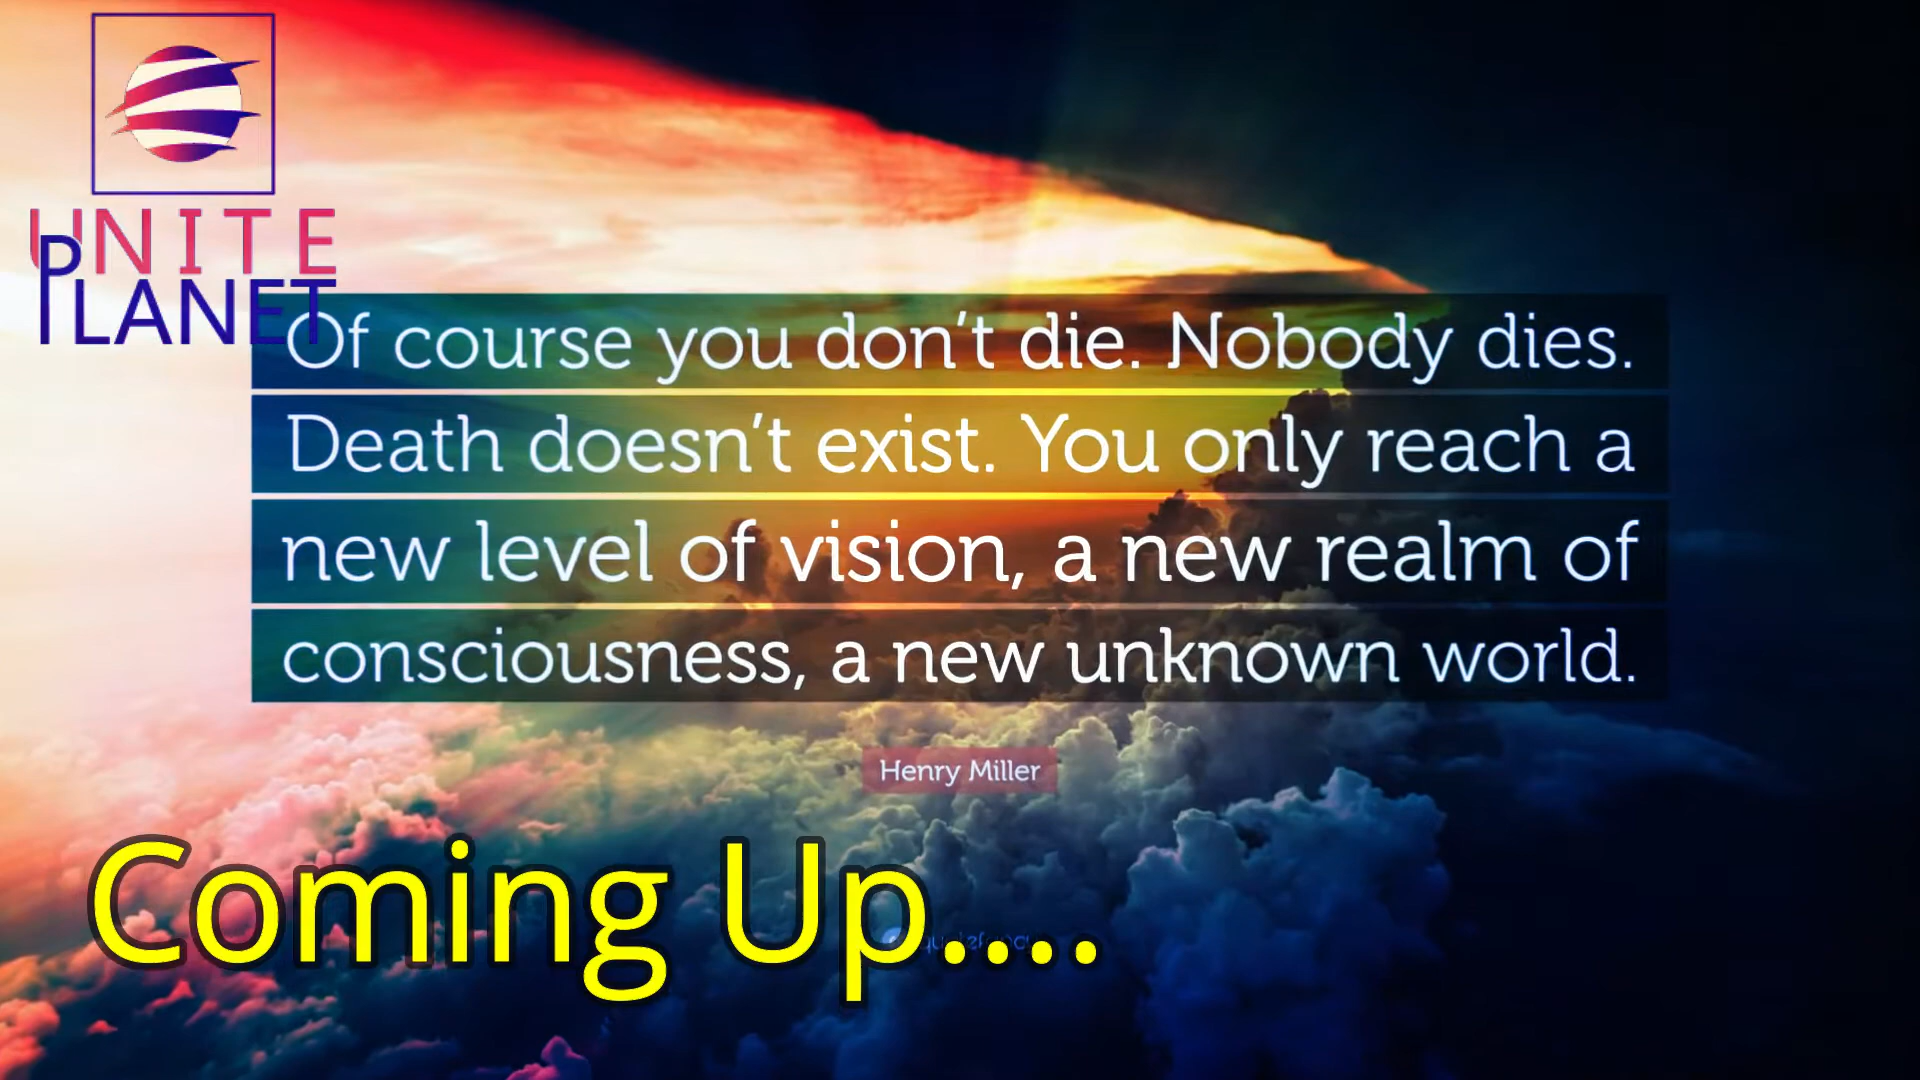 UNITE
PLANET
Of course you don't die. Nobody dies.
Death doesn't exist. You only reach a
new level of vision, a new realm of
consciousness, a new unknown world.
Henry Miller
Coming Up....